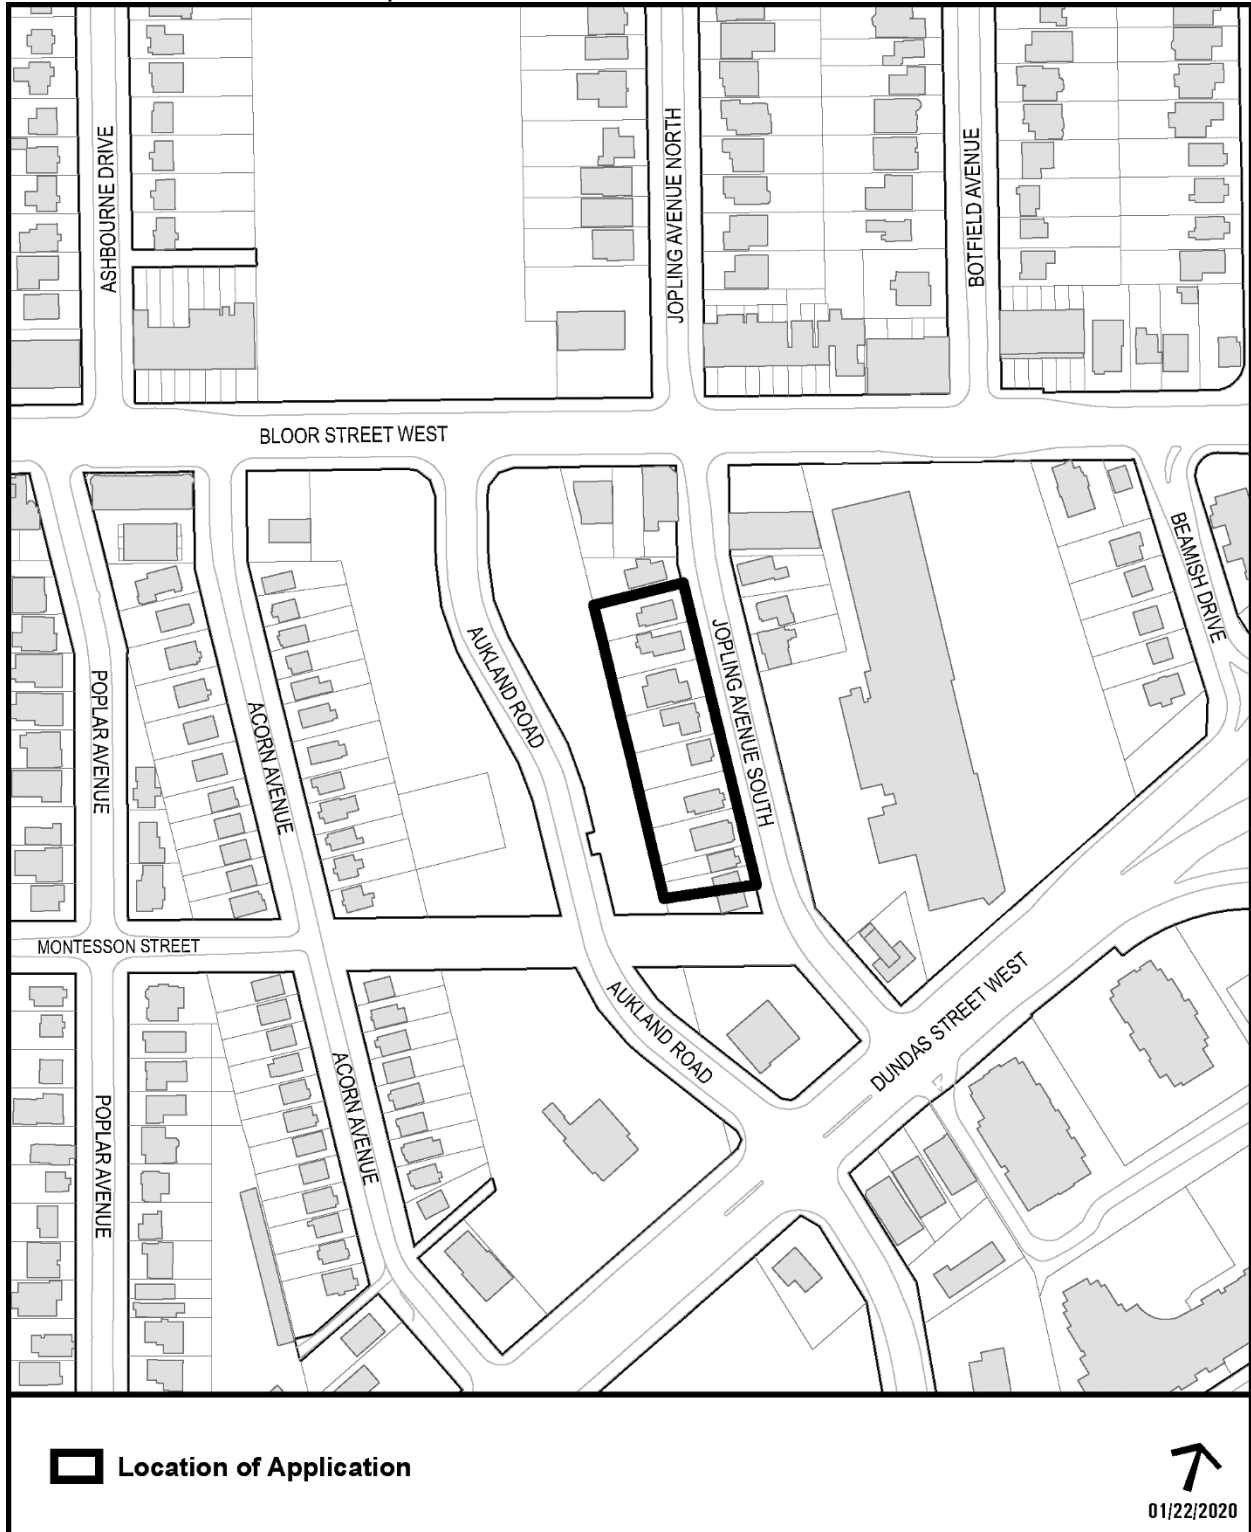 ASHBOURNE DRIVE
JOPLING AVENUE NORTH
BOTFIELD AVENUE
BLOOR STREET WEST
BEAMISH DRIVE
AUKLAND ROAD
JOPLING AVENUE SOUTH
POPLAR AVENUE
ACORN AVENUE
MONTESSON STREET
AUKLAND ROAD
DUNDAS STREET WEST
ACORN AVENUE
POPLAR AVENUE
Location of Application
01/22/2020